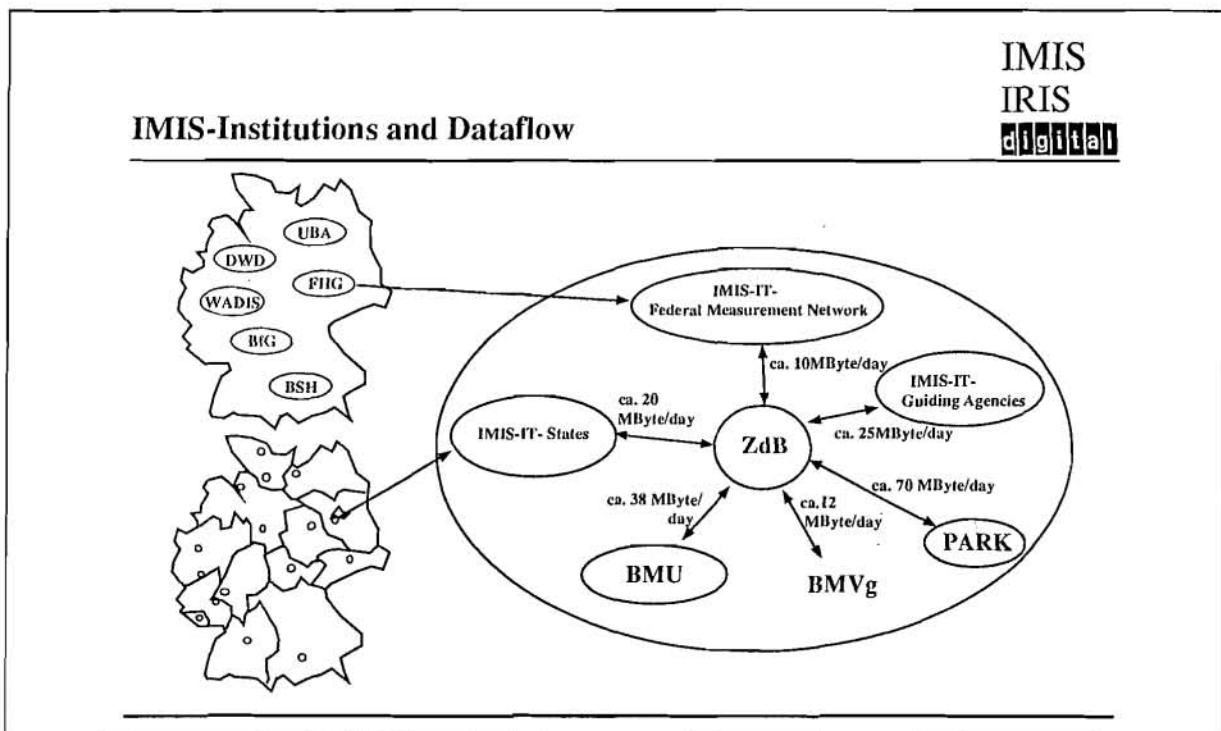 IMIS
IRIS
digital
IMIS-Institutions and Dataflow
UBA
DWD
FHG
WADIS
BfG
BSH
IMIS-IT-
Federal Measurement Network
ca. 10MByte/day
IMIS-IT-
Guiding Agencies
ca. 20
MByte/day
IMIS-IT- States
ZdB
ca. 25MByte/day
ca. 38 MByte/
day
ca. 12
MByte/day
ca. 70 MByte/day
BMU
BMVg
PARK